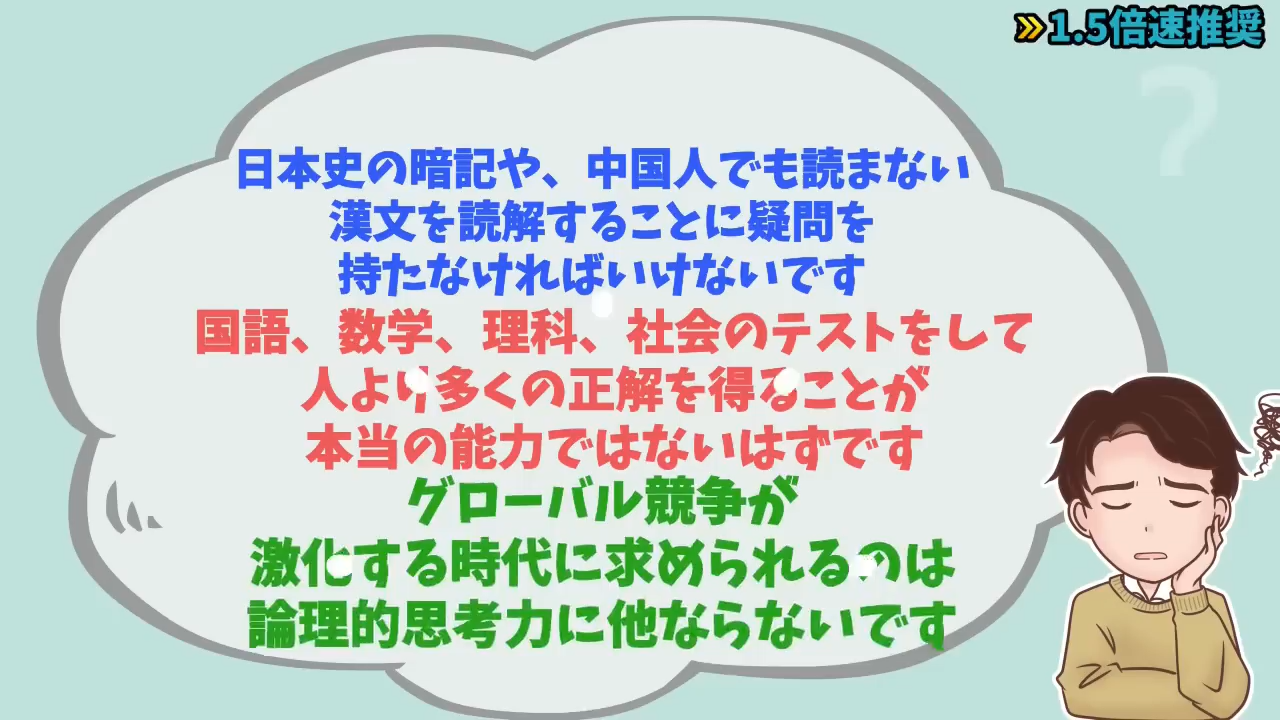 1.5倍速推奨
?
日本史の暗記や、中国人でも読まない
漢文を読解することに疑問を
持たなければいけないです
国語、数学、理科、社会のテストをして
人より多くの正解を得ることが
本当の能力ではないはずです
グローバル競争が
激化する時代に求められるのは
論理的思考力に他ならないです